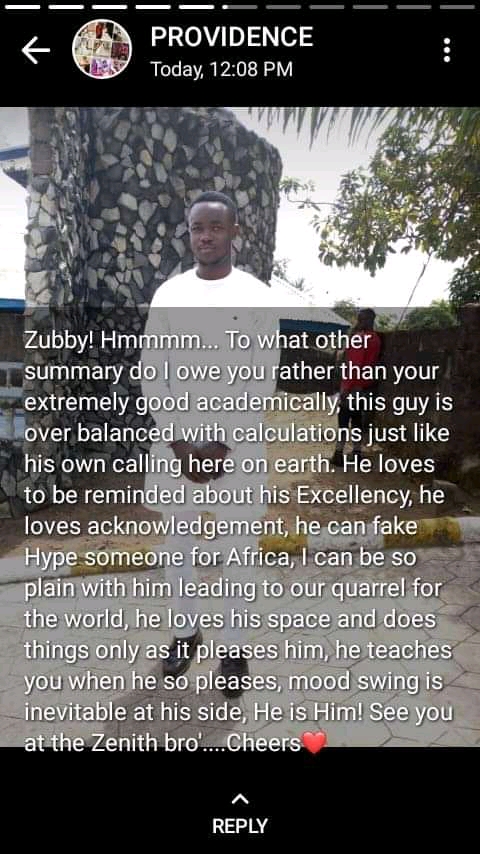 PROVIDENCE
Today, 12:08 PM
Zubby! Hmmmm... To what other
summary do I owe you rather than your
extremely good academically, this guy is
over balanced with calculations just like
his own calling here on earth. He loves
to be reminded about his Excellency, he
loves acknowledgement, he can fake
Hype someone for Africa, I can be so
plain with him leading to our quarrel for
the world, he loves his space and does
things only as it pleases him, he teaches
you when he so pleases, mood swing is
inevitable at his side, He is Him! See you
at the Zenith bro'....Cheers❤️
REPLY